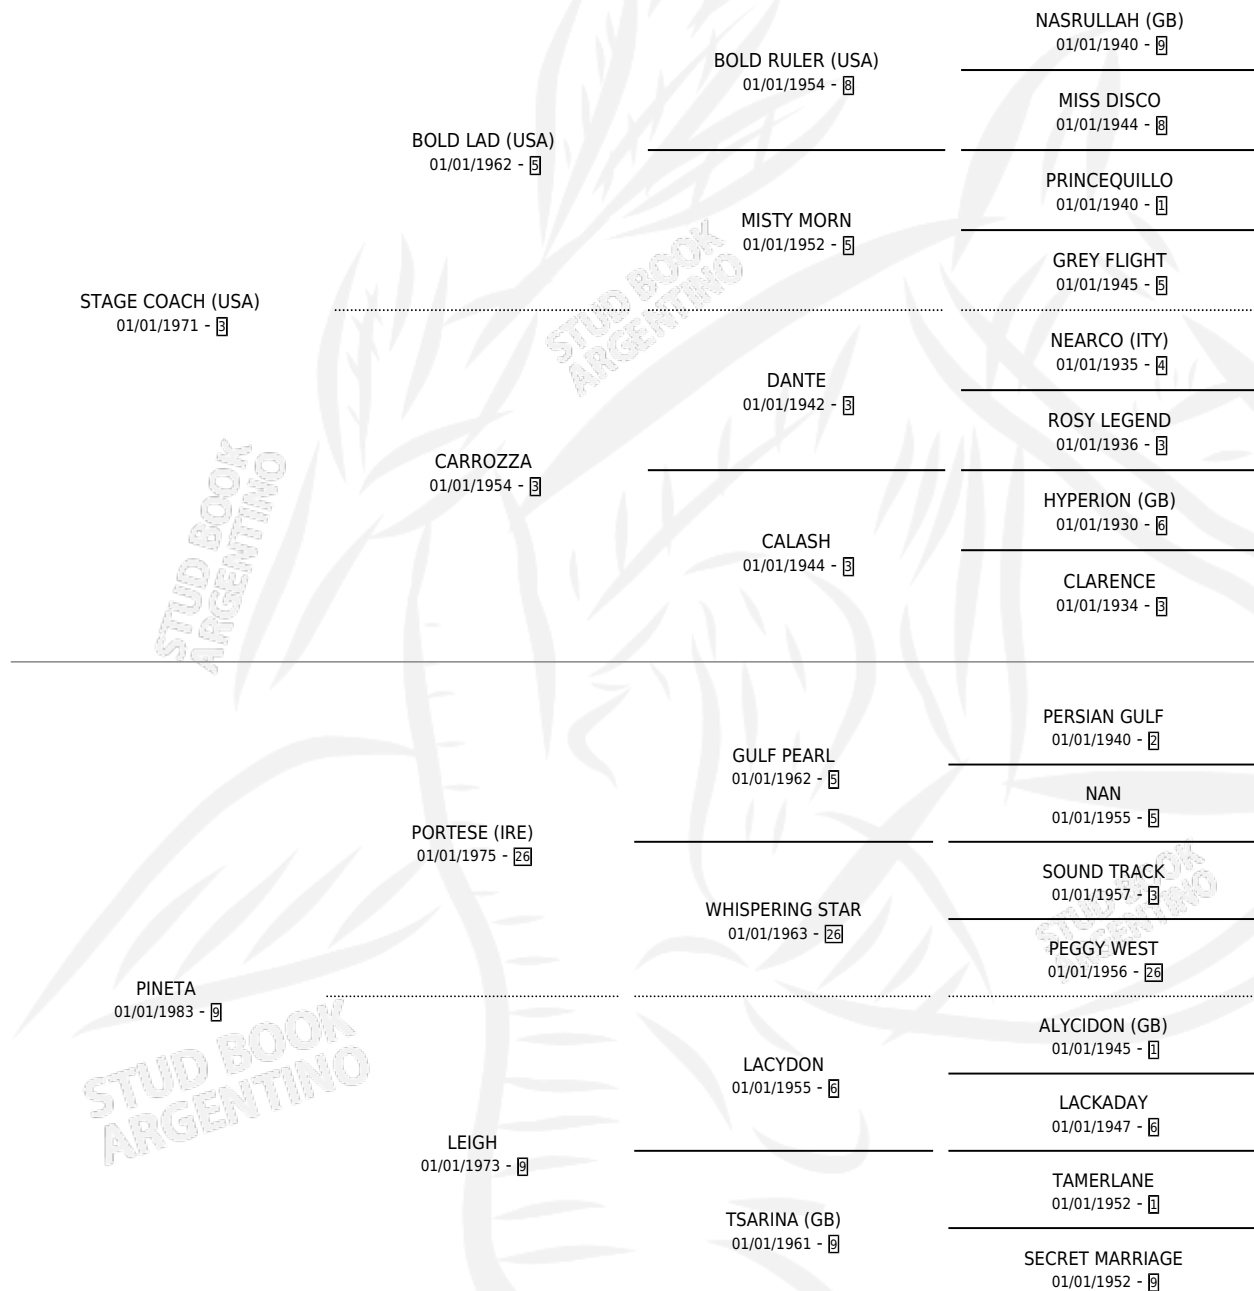 NASRULLAH (GB)
01/01/1940 - 9
BOLD RULER (USA)
01/01/1954 - 8
MISS DISCO
01/01/1944 - 8
BOLD LAD (USA)
01/01/1962 - 5
PRINCEQUILLO
01/01/1940 - 1
MISTY MORN
01/01/1952 - 5
GREY FLIGHT
01/01/1945 - 5
STAGE COACH (USA)
01/01/1971 - 3
NEARCO (ITY)
01/01/1935 - 4
DANTE
01/01/1942 - 3
ROSY LEGEND
01/01/1936 - 3
CARROZZA
01/01/1954 - 3
HYPERION (GB)
01/01/1930 - 6
CALASH
01/01/1944 - 3
CLARENCE
01/01/1934 - 3
STUD BOOK
ARGENTINO
STUD BOOK
ARGENTINO
PERSIAN GULF
01/01/1940 - 2
GULF PEARL
01/01/1962 - 5
NAN
01/01/1955 - 5
PORTESE (IRE)
01/01/1975 - 26
SOUND TRACK
01/01/1957 - 3
WHISPERING STAR
01/01/1963 - 26
PEGGY WEST
01/01/1956 - 26
PINETA
01/01/1983 - 9
ALYCIDON (GB)
01/01/1945 - 1
LACYDON
01/01/1955 - 6
LACKADAY
01/01/1947 - 6
LEIGH
01/01/1973 - 9
TAMERLANE
01/01/1952 - 1
TSARINA (GB)
01/01/1961 - 9
SECRET MARRIAGE
01/01/1952 - 9
STUD BOOK
ARGENTINO
STUD BOOK
ARGENTINO